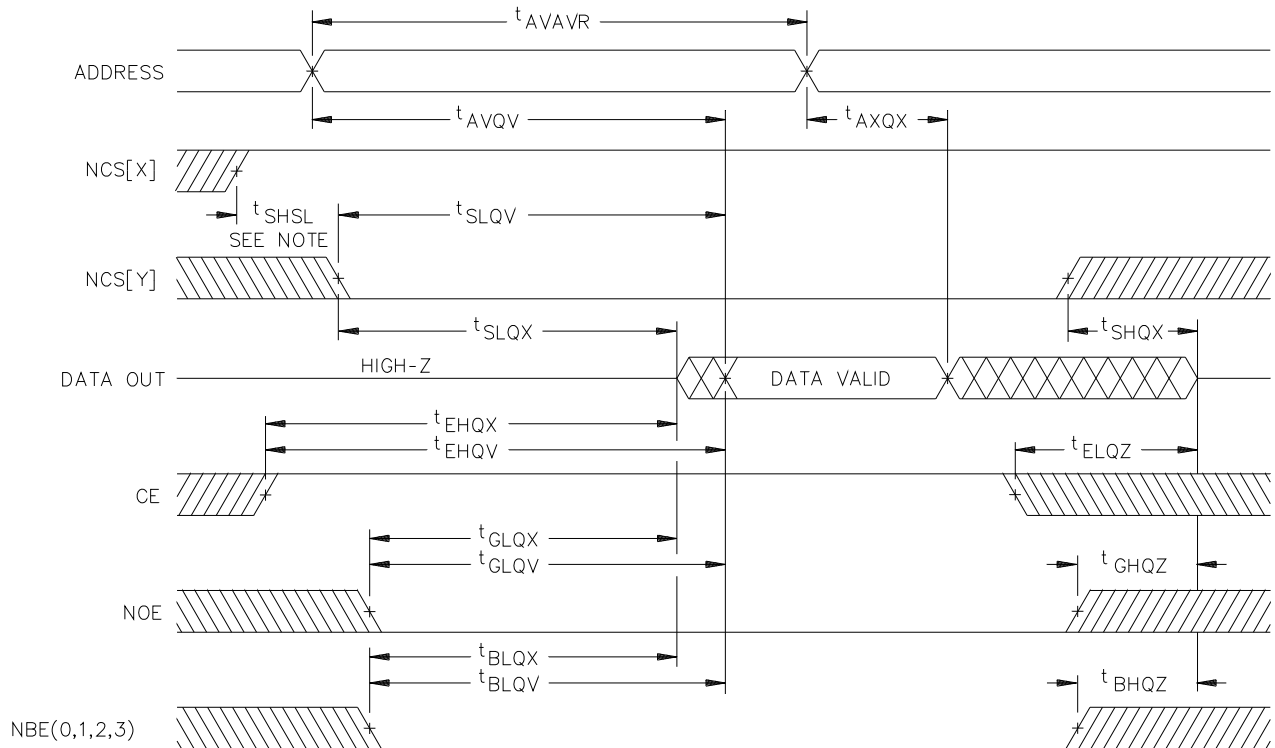 tAVAVR
ADDRESS
tAVQV
tAXQX
NCS[X]
tSHSL
tSLQV
SEE NOTE
NCS[Y]
tSLQX
tSHQX
HIGH-Z
DATA OUT
DATA VALID
tEHQX
tEHQV
tELQZ
CE
tGLQX
tGLQV
tGHQZ
NOE
tBLQX
tBLQV
tBHQZ
NBE(0,1,2,3)